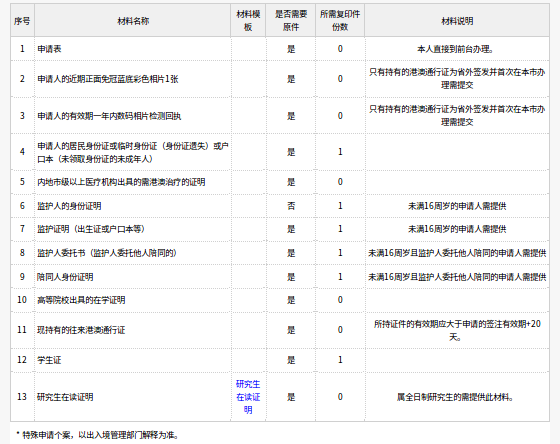 序号 材料名称 材料模板 是否需要原件 所需复印件份数 材料说明
1 申请表 是 0 本人直接到前台办理。
2 申请人的近期正面免冠蓝底彩色相片1张 是 0 只有持有的港澳通行证为省外签发并首次在本市办理需提交
3 申请人的有效期一年内数码相片检测回执 是 0 只有持有的港澳通行证为省外签发并首次在本市办理需提交
4 申请人的居民身份证或临时身份证（身份证遗失）或户口本（未领取身份证的未成年人） 是 1
5 内地市级以上医疗机构出具的需港澳治疗的证明 是 0
6 监护人的身份证明 否 1 未满16周岁的申请人需提供
7 监护证明（出生证或户口本等） 是 1 未满16周岁的申请人需提供
8 监护人委托书（监护人委托他人陪同的） 是 1 未满16周岁且监护人委托他人陪同的申请人需提供
9 陪同人身份证明 是 1 未满16周岁且监护人委托他人陪同的申请人需提供
10 高等院校出具的在学证明 是 0
11 现持有的往来港澳通行证 是 0 所持证件的有效期应大于申请的签注有效期+20天。
12 学生证 是 1
13 研究生在读证明 研究生在读证明 是 0 属全日制研究生的需提供此材料。
* 特殊申请个案，以出入境管理部门解释为准。